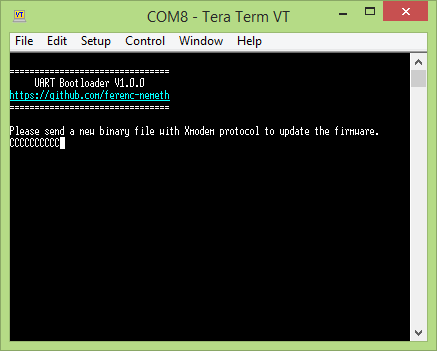 COM8 - Tera Term VT
File Edit Setup Control Window Help
================================
UART Bootloader V1.0.0
https://github.com/ferenc-nemeth
================================
Please send a new binary file with Xmodem protocol to update the firmware.
CCCCCCCCCC